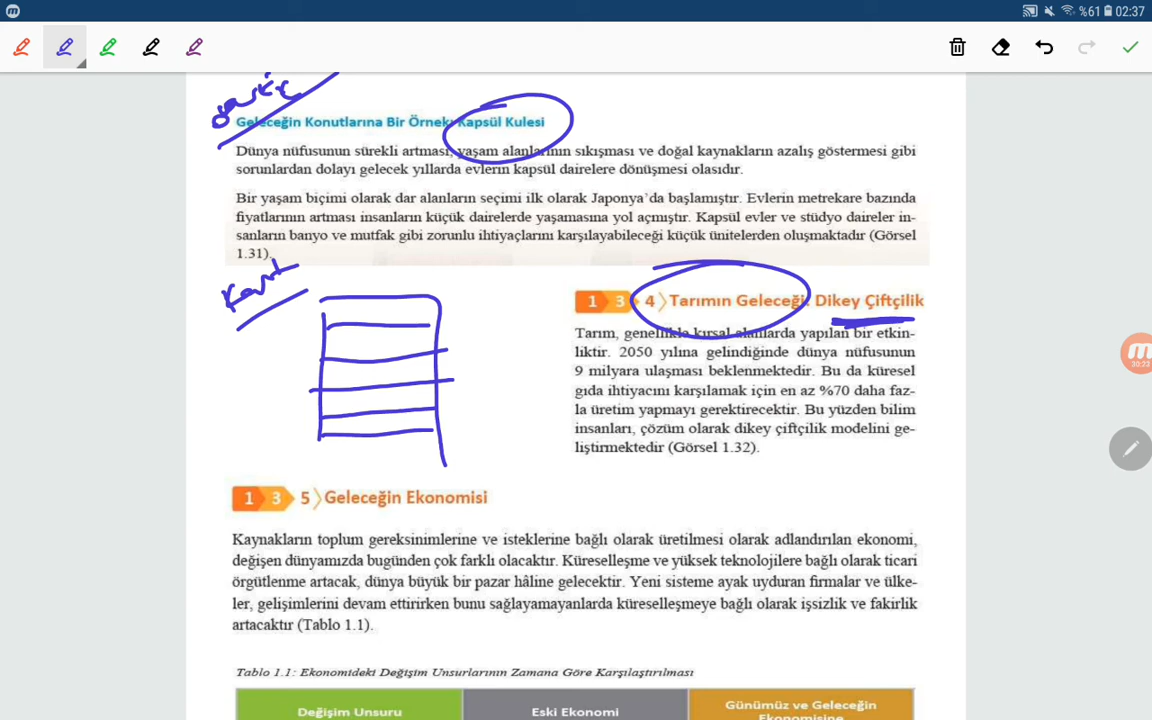 %61 02:37
Geleceğin Konutlarına Bir Örnek: Kapsül Kulesi
Dünya nüfusunun sürekli artması, yaşam alanlarının sıkışması ve doğal kaynakların azalış göstermesi gibi
sorunlardan dolayı gelecek yıllarda evlerin kapsül dairelere dönüşmesi olasıdır.
Bir yaşam biçimi olarak dar alanların seçimi ilk olarak Japonya'da başlamıştır. Evlerin metrekare bazında
fiyatlarının artması insanların küçük dairelerde yaşamasına yol açmıştır. Kapsül evler ve stüdyo daireler in-
sanların banyo ve mutfak gibi zorunlu ihtiyaçlarını karşılayabileceği küçük ünitelerden oluşmaktadır (Görsel
1.31).
1 3 4 Tarımın Geleceği: Dikey Çiftçilik
Tarım, genellikle kırsal alanlarda yapılan bir etkin-
liktir. 2050 yılına gelindiğinde dünya nüfusunun
9 milyara ulaşması beklenmektedir. Bu da küresel
gıda ihtiyacını karşılamak için en az %70 daha faz-
la üretim yapmayı gerektirecektir. Bu yüzden bilim
insanları, çözüm olarak dikey çiftçilik modelini ge-
liştirmektedir (Görsel 1.32).
30:22
1 3 5 Geleceğin Ekonomisi
Kaynakların toplum gereksinimlerine ve isteklerine bağlı olarak üretilmesi olarak adlandırılan ekonomi,
değişen dünyamızda bugünden çok farklı olacaktır. Küreselleşme ve yüksek teknolojilere bağlı olarak ticari
örgütlenme artacak, dünya büyük bir pazar hâline gelecektir. Yeni sisteme ayak uyduran firmalar ve ülke-
ler, gelişimlerini devam ettirirken bunu sağlayamayanlarda küreselleşmeye bağlı olarak işsizlik ve fakirlik
artacaktır (Tablo 1.1).
Tablo 1.1: Ekonomideki Değişim Unsurlarının Zamana Göre Karşılaştırılması
Değişim Unsuru Eski Ekonomi Günümüz ve Geleceğin
Ekonomisine